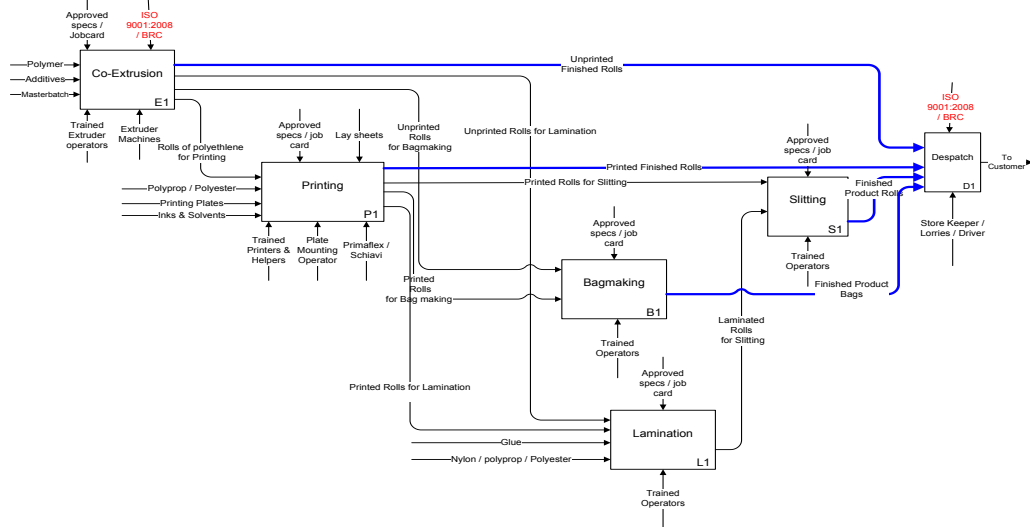 Approved
specs /
Jobcard
ISO
9001:2008
/ BRC
Polymer
Additives
Masterbatch
Co-Extrusion
E1
Trained
Extruder
operators
Extruder
Machines
Unprinted
Finished Rolls
Unprinted
Rolls
for Bagmaking
Unprinted Rolls for Lamination
Rolls of polyethlene
for Printing
Approved
specs / job
card
Lay sheets
Printing
P1
Polyprop / Polyester
Printing Plates
Inks & Solvents
Trained
Printers &
Helpers
Plate
Mounting
Operator
Primaflex /
Schiavi
Printed Finished Rolls
Printed Rolls for Slitting
Approved
specs / job
card
Slitting
S1
Trained
Operators
Finished
Product Rolls
ISO
9001:2008
/ BRC
Despatch
D1
To
Customer
Store Keeper /
Lorries / Driver
Approved
specs / job
card
Bagmaking
B1
Trained
Operators
Printed
Rolls
for Bag making
Finished Product
Bags
Laminated
Rolls
for Slitting
Printed Rolls for Lamination
Approved
specs / job
card
Lamination
L1
Glue
Nylon / polyprop / Polyester
Trained
Operators